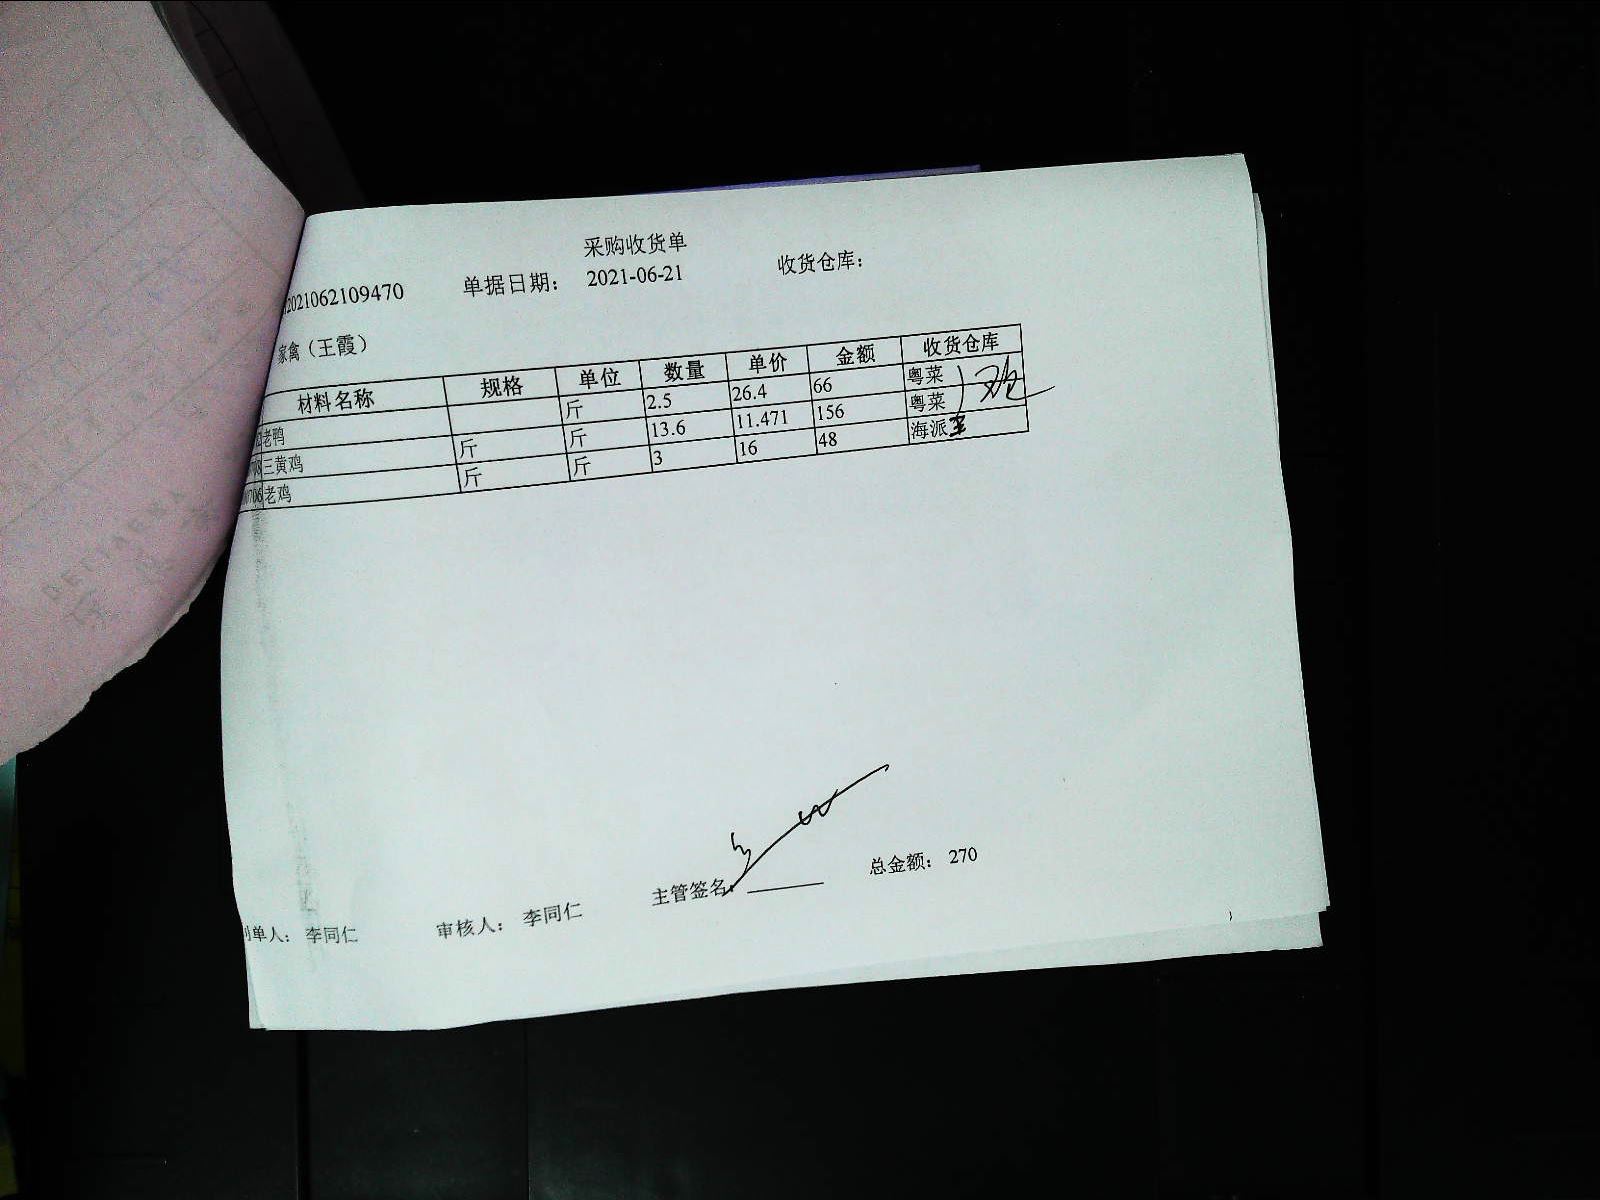 采购收货单
2021062109470 单据日期： 2021-06-21 收货仓库：
家禽（王霞）
材料名称 规格 单位 数量 单价 金额 收货仓库
老鸭 斤 2.5 26.4 66 粤菜
三黄鸡 斤 斤 13.6 11.471 156 粤菜
老鸡 斤 斤 3 16 48 海派
单人： 李同仁 审核人： 李同仁 主管签名： 总金额： 270